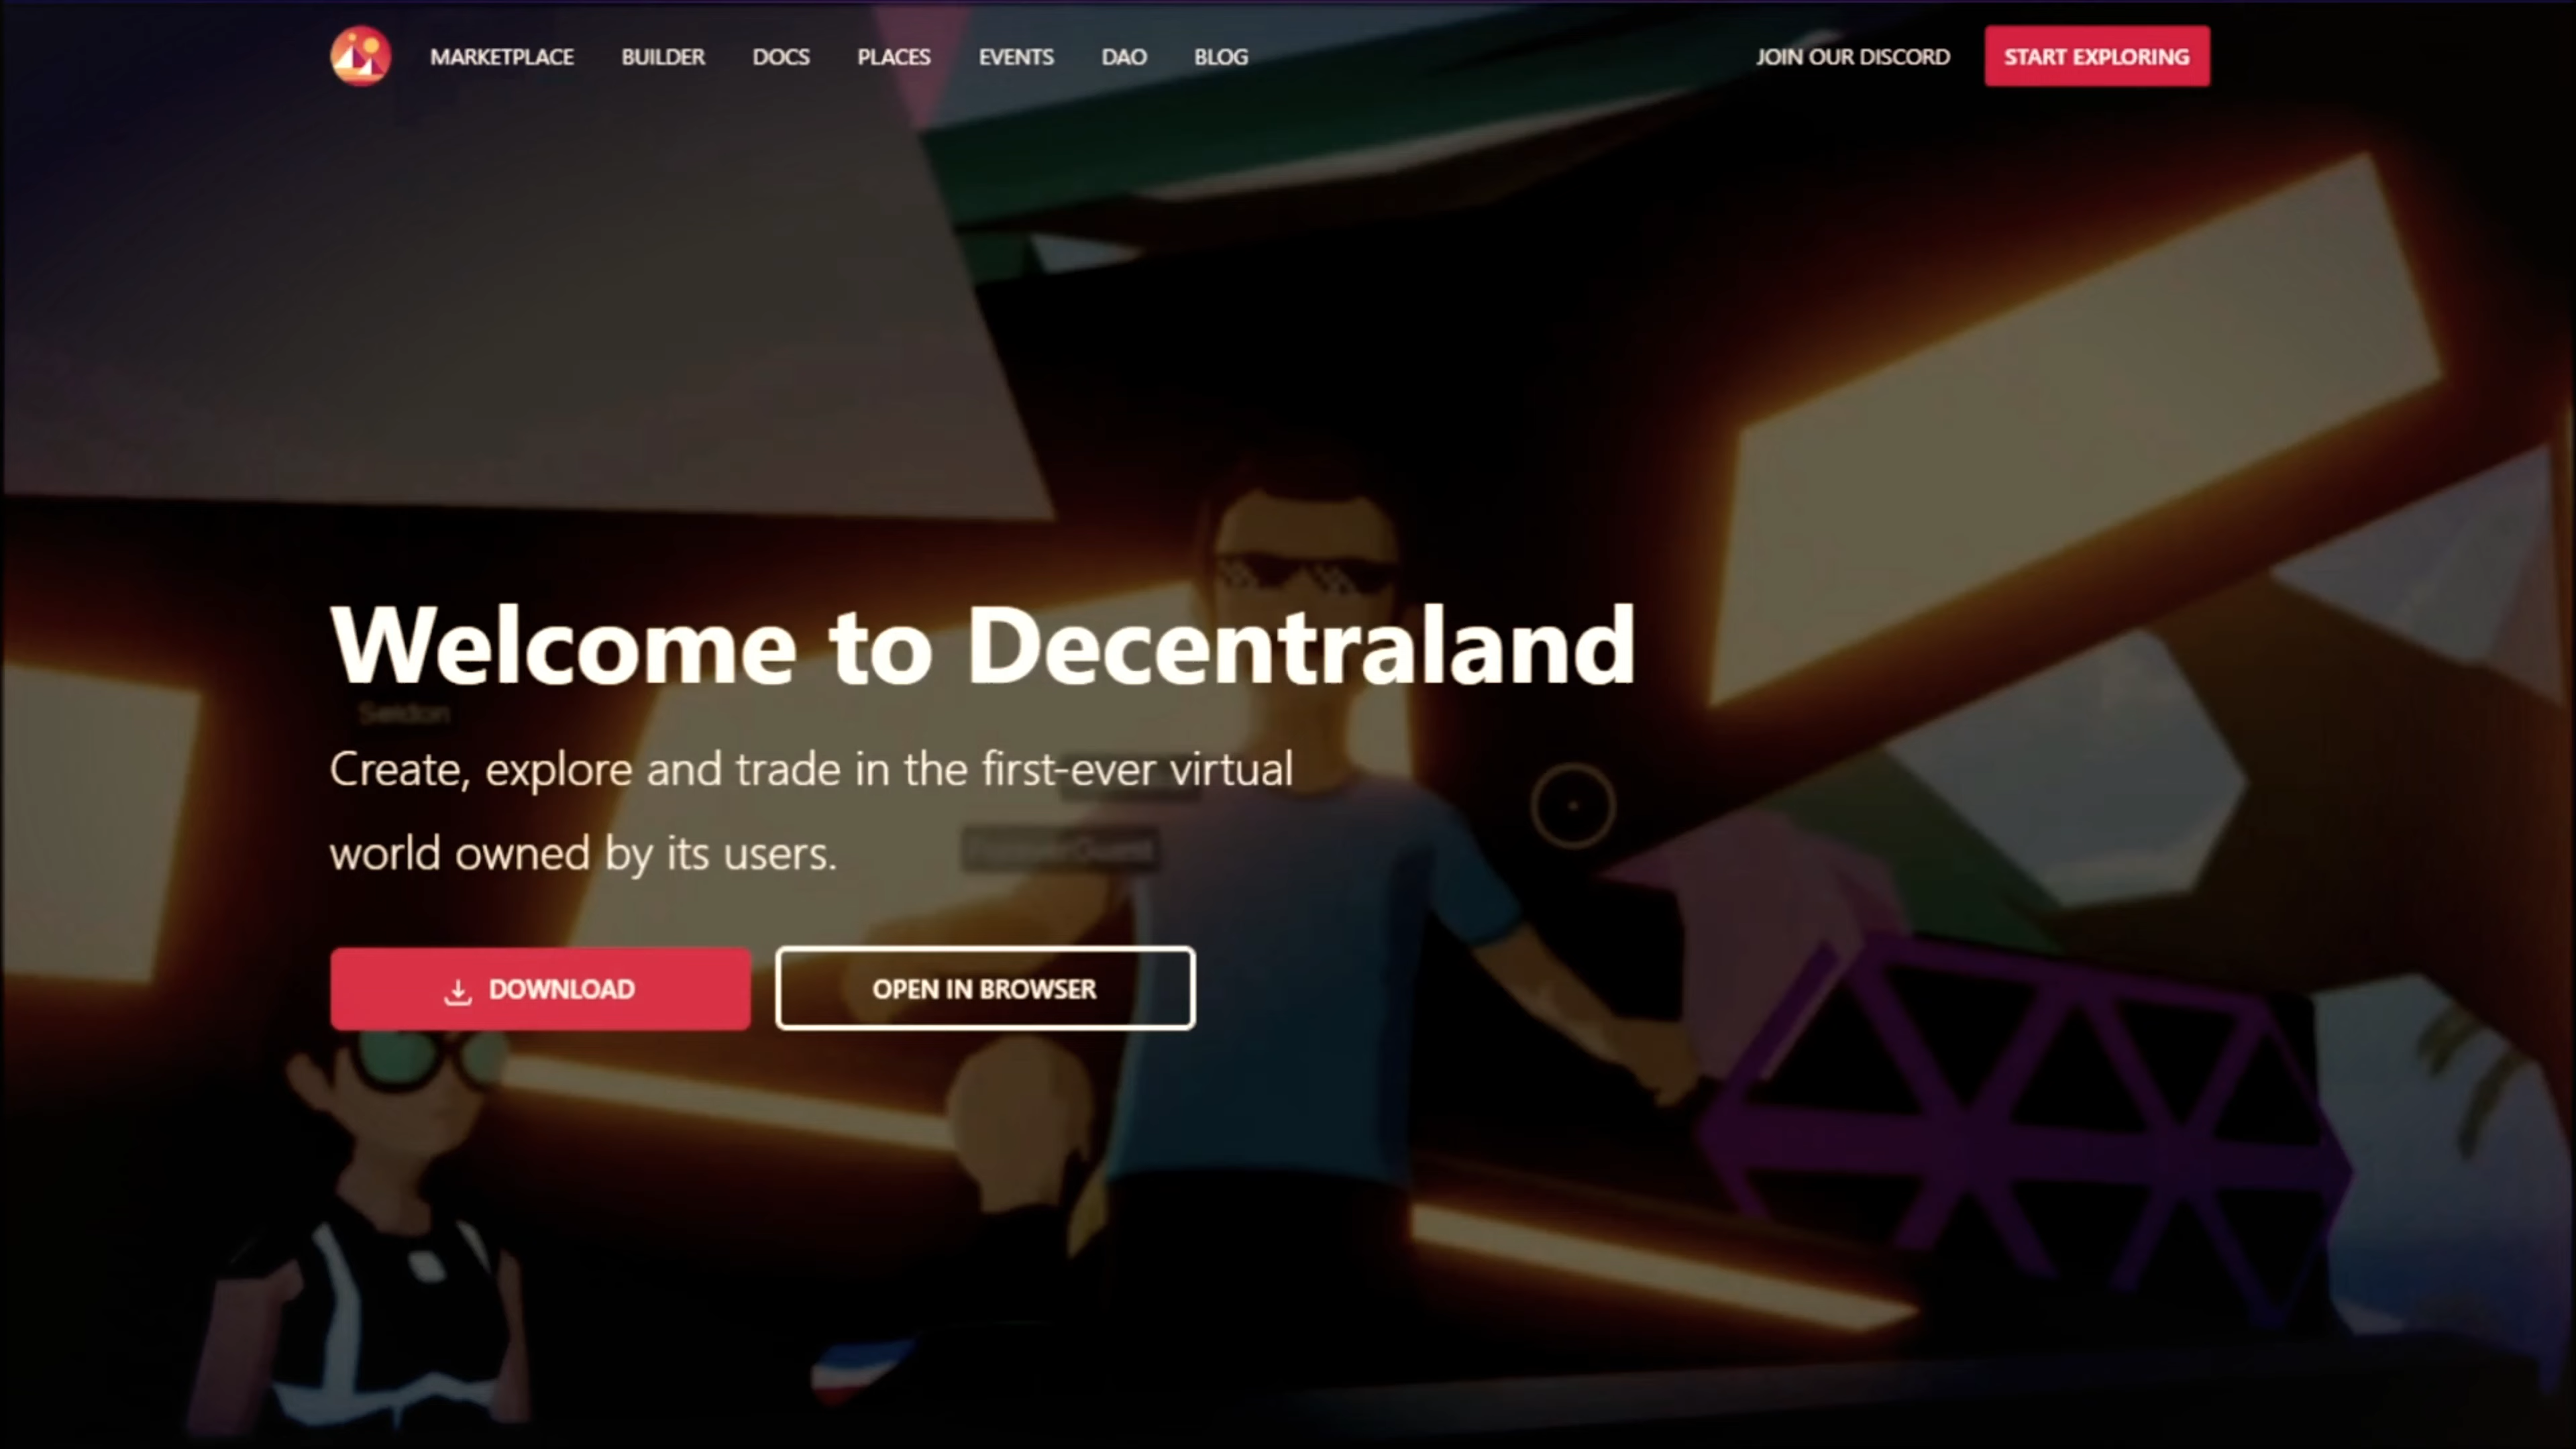 MARKETPLACE BUILDER DOCS PLACES EVENTS DAO BLOG JOIN OUR DISCORD START EXPLORING
Welcome to Decentraland
Seldon
Create, explore and trade in the first-ever virtual
world owned by its users.
DOWNLOAD OPEN IN BROWSER